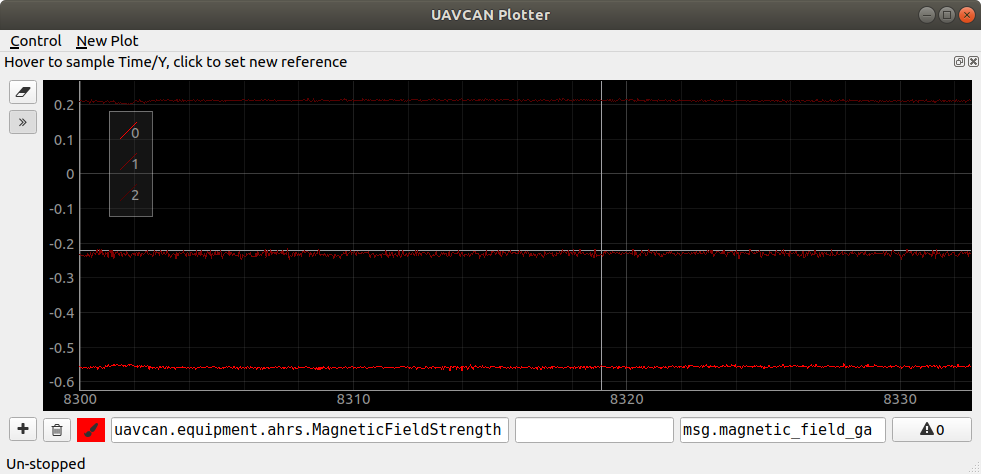 UAVCAN Plotter
Control New Plot
Hover to sample Time/Y, click to set new reference
0.2
0.1
0
-0.1
-0.2
-0.3
-0.4
-0.5
-0.6
0
1
2
8300 8310 8320 8330
uavcan.equipment.ahrs.MagneticFieldStrength msg.magnetic_field_ga 0
Un-stopped